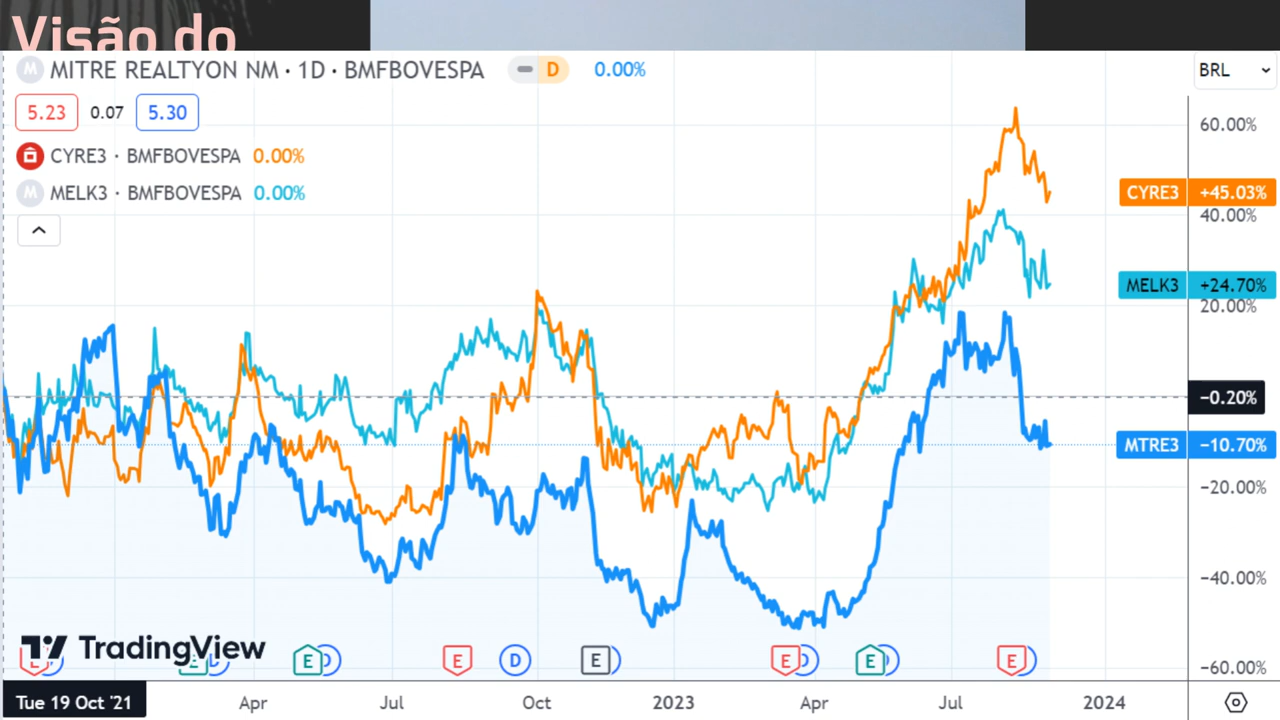 Visão do
MITRE REALTYON NM · 1D · BMFBOVESPA D 0.00% BRL
5.23 0.07 5.30
CYRE3 · BMFBOVESPA 0.00%
M MELK3 · BMFBOVESPA 0.00%
60.00%
CYRE3 +45.03%
40.00%
MELK3 +24.70%
20.00%
−0.20%
MTRE3 −10.70%
−20.00%
−40.00%
−60.00%
TradingView
E D E D E D E E D E E
Tue 19 Oct '21 Apr Jul Oct 2023 Apr Jul 2024